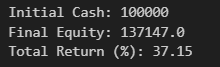 Initial Cash: 100000
Final Equity: 137147.0
Total Return (%): 37.15